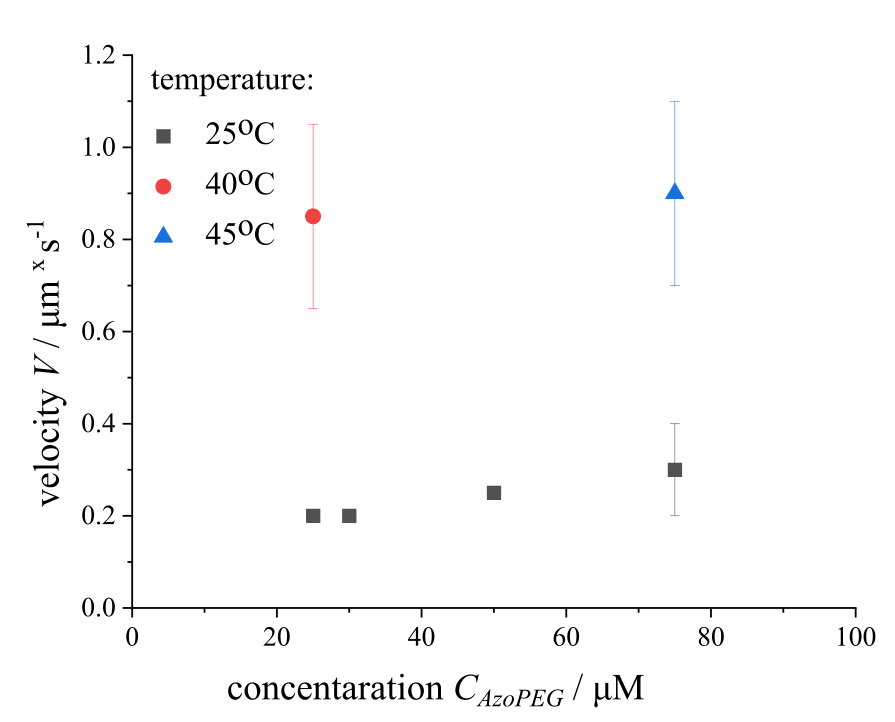 1.2
1.0
0.8
0.6
0.4
0.2
0.0
velocity V / μm x s-1
temperature:
25oC
40oC
45oC
0 20 40 60 80 100
concentaration CAzoPEG / μM